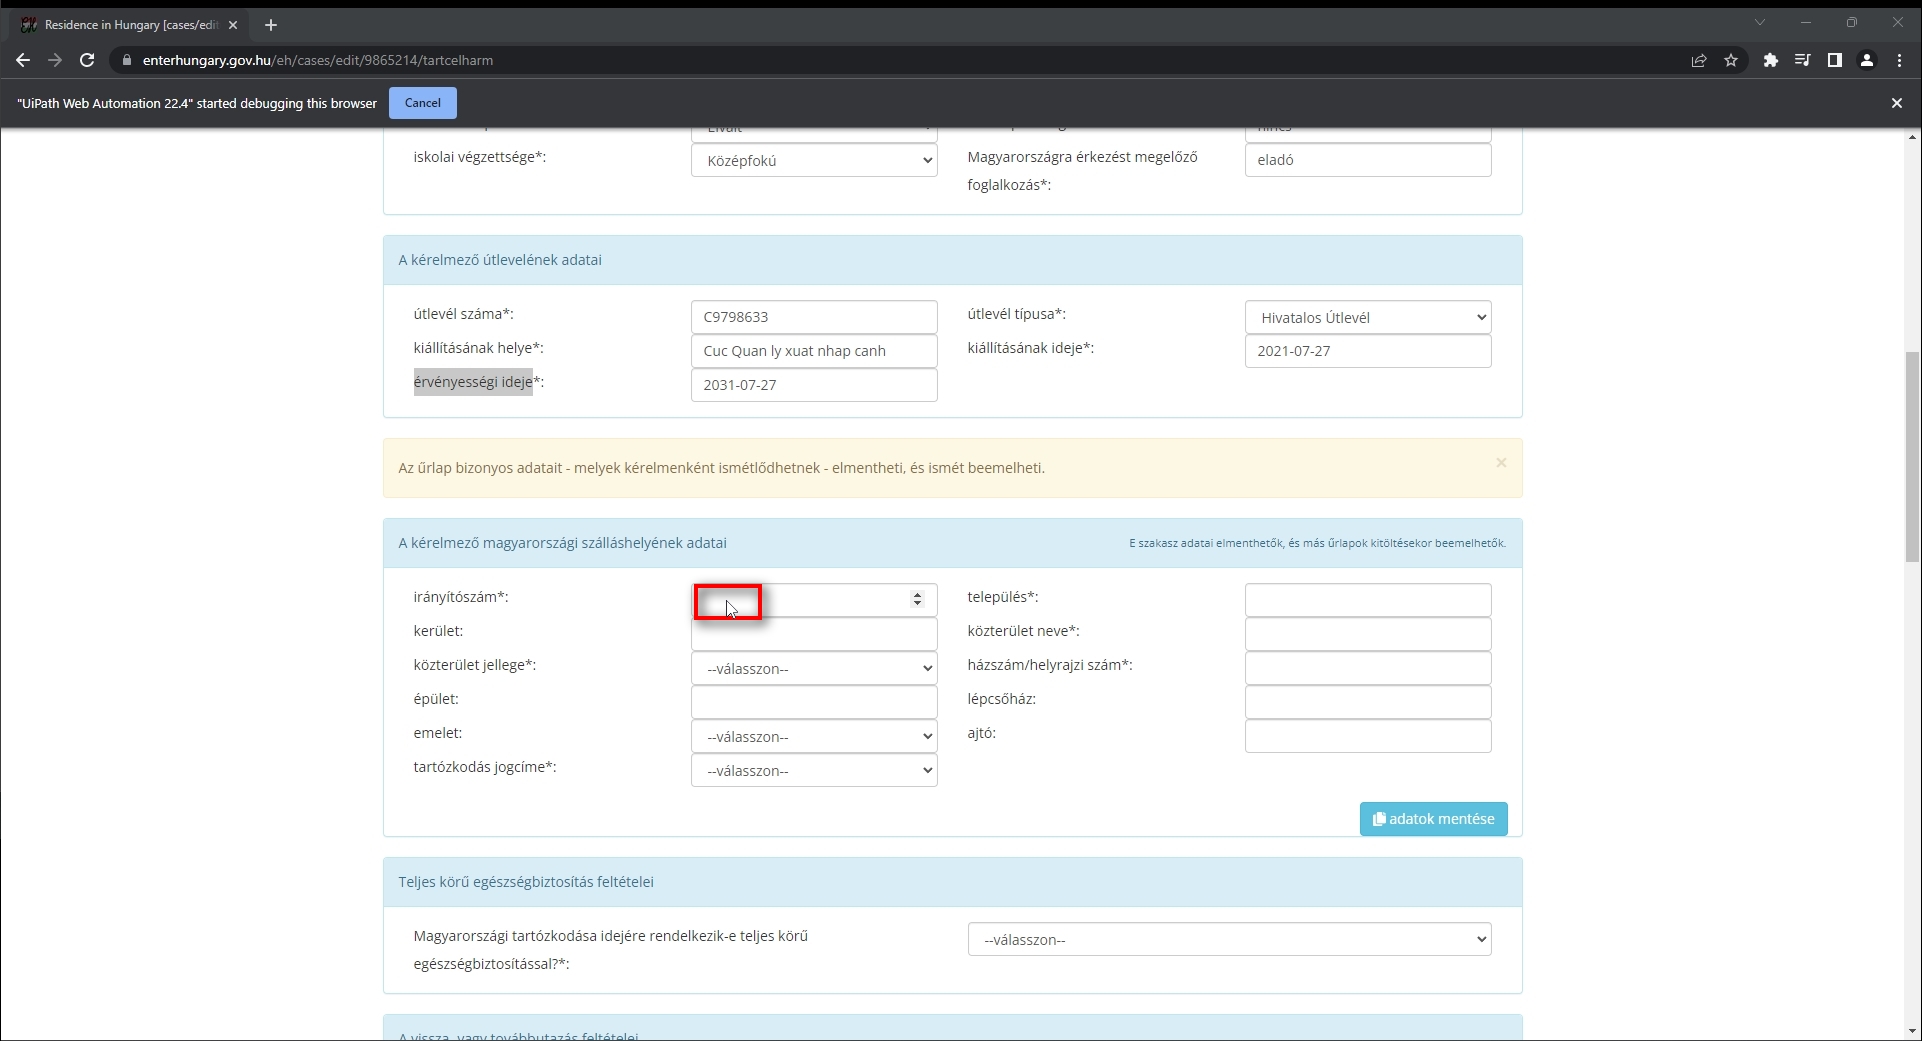 Residence in Hungary [cases/edit
enterhungary.gov.hu/eh/cases/edit/9865214/tartcelharm
"UiPath Web Automation 22.4" started debugging this browser Cancel
iskolai végzettsége*: Középfokú Magyarországra érkezést megelőző foglalkozás*: eladó
A kérelmező útlevelének adatai
útlevél száma*: C9798633 útlevél típusa*: Hivatalos Útlevél
kiállításának helye*: Cuc Quan ly xuat nhap canh kiállításának ideje*: 2021-07-27
érvényességi ideje*: 2031-07-27
Az űrlap bizonyos adatait - melyek kérelmenként ismétlődhetnek - elmentheti, és ismét beemelheti.
A kérelmező magyarországi szálláshelyének adatai E szakasz adatai elmenthetők, és más űrlapok kitöltésekor beemelhetők.
irányítószám*: település*:
kerület: közterület neve*:
közterület jellege*: --válasszon-- házszám/helyrajzi szám*:
épület: lépcsőház:
emelet: --válasszon-- ajtó:
tartózkodás jogcíme*: --válasszon--
adatok mentése
Teljes körű egészségbiztosítás feltételei
Magyarországi tartózkodása idejére rendelkezik-e teljes körű
egészségbiztosítással?*: --válasszon--
A vissza- vagy továbbutazás feltételei